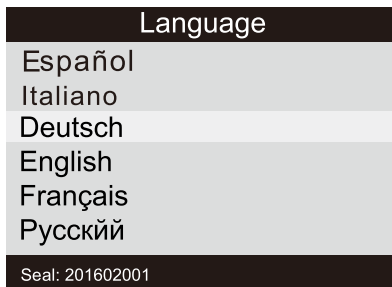 Language
Español
Italiano
Deutsch
English
Français
Русскйй
Seal: 201602001